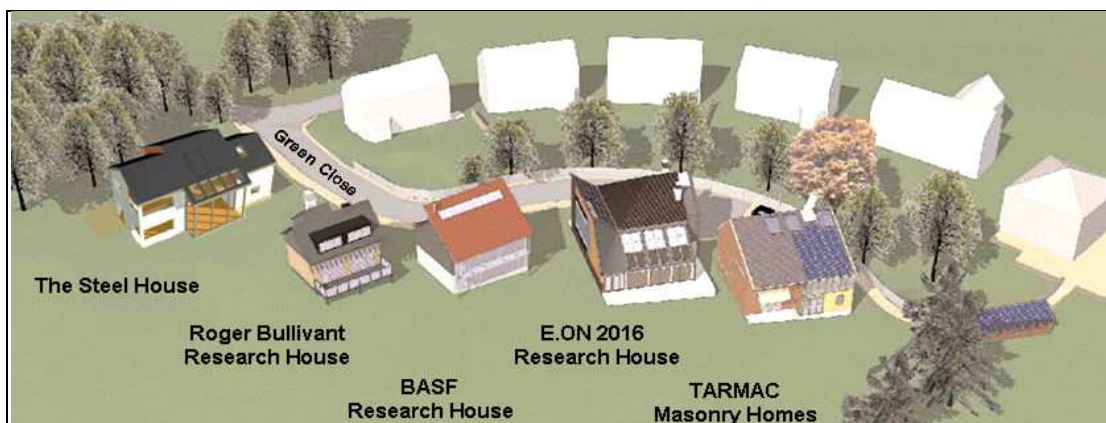 Green Close
The Steel House
Roger Bullivant
Research House
E.ON 2016
Research House
BASF
Research House
TARMAC
Masonry Homes